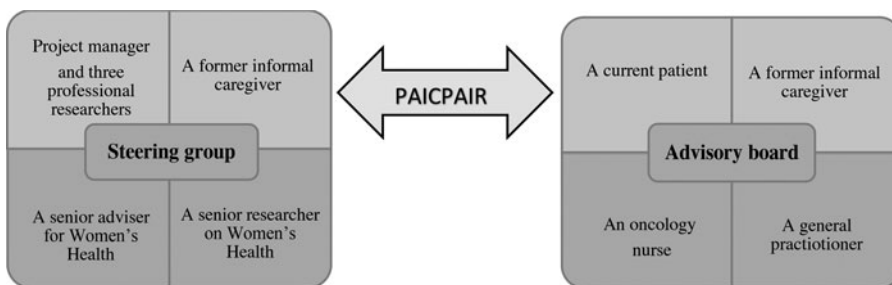 Project manager
and three
professional
researchers
A former informal
caregiver
Steering group
A senior adviser
for Women's
Health
A senior researcher
on Women's
Health
PAICPAIR
A current patient
A former informal
caregiver
Advisory board
An oncology
nurse
A general
practiotioner